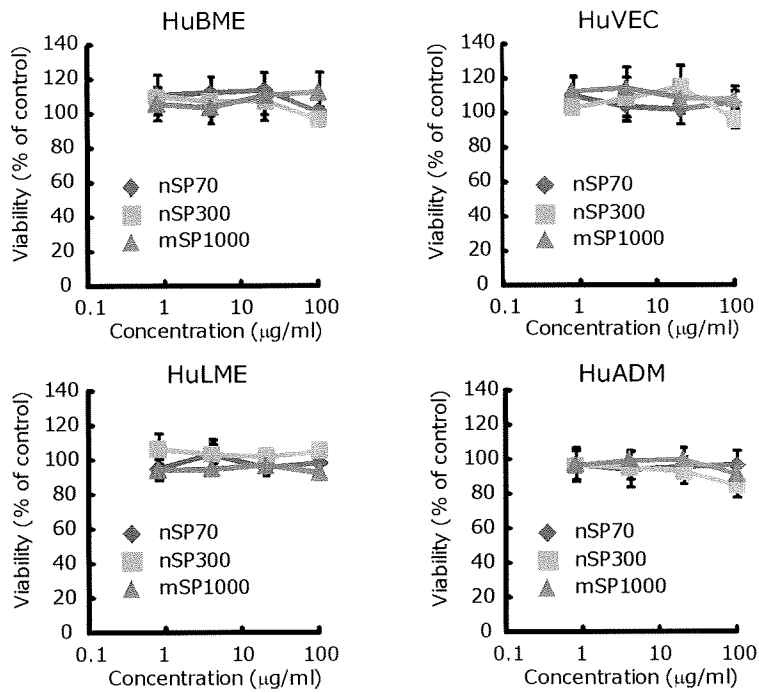 HuBME
Viability (% of control)
140
120
100
80
60
40
20
0
nSP70
nSP300
mSP1000
0.1 1 10 100
Concentration (μg/ml)
HuVEC
Viability (% of control)
140
120
100
80
60
40
20
0
nSP70
nSP300
mSP1000
0.1 1 10 100
Concentration (μg/ml)
HuLME
Viability (% of control)
140
120
100
80
60
40
20
0
nSP70
nSP300
mSP1000
0.1 1 10 100
Concentration (μg/ml)
HuADM
Viability (% of control)
140
120
100
80
60
40
20
0
nSP70
nSP300
mSP1000
0.1 1 10 100
Concentration (μg/ml)